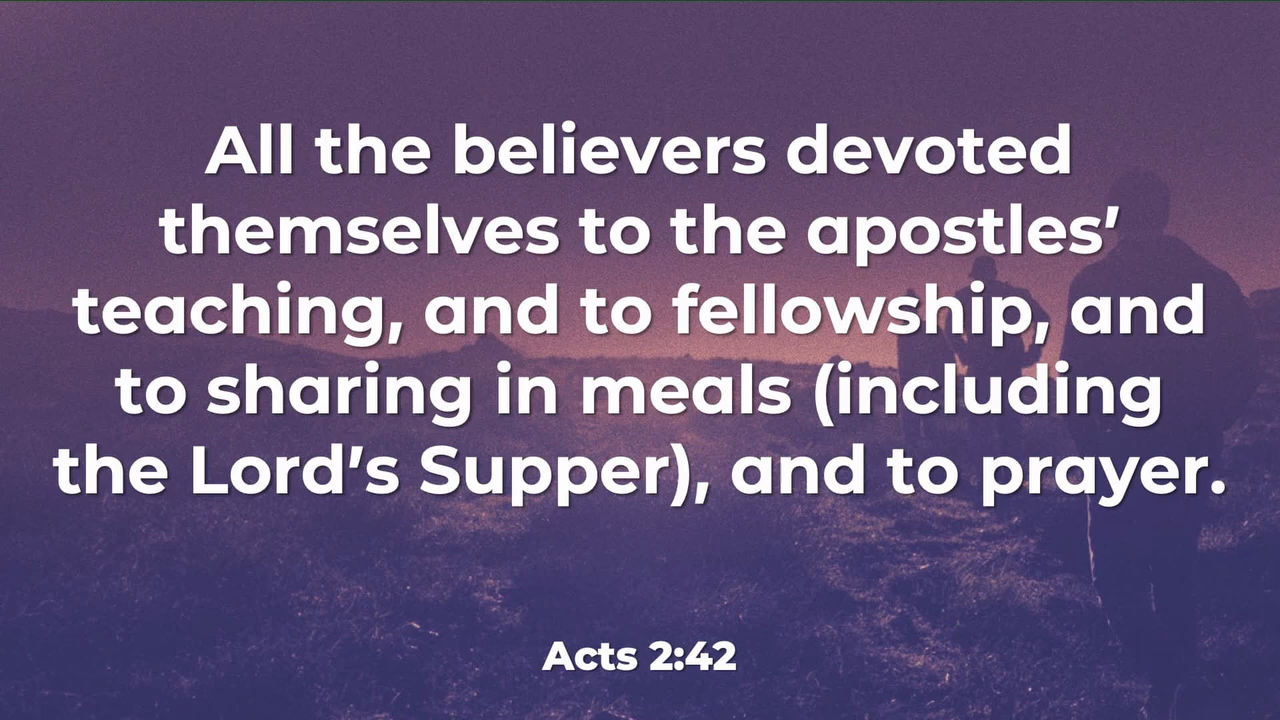 All the believers devoted
themselves to the apostles’
teaching, and to fellowship, and
to sharing in meals (including
the Lord’s Supper), and to prayer.
Acts 2:42